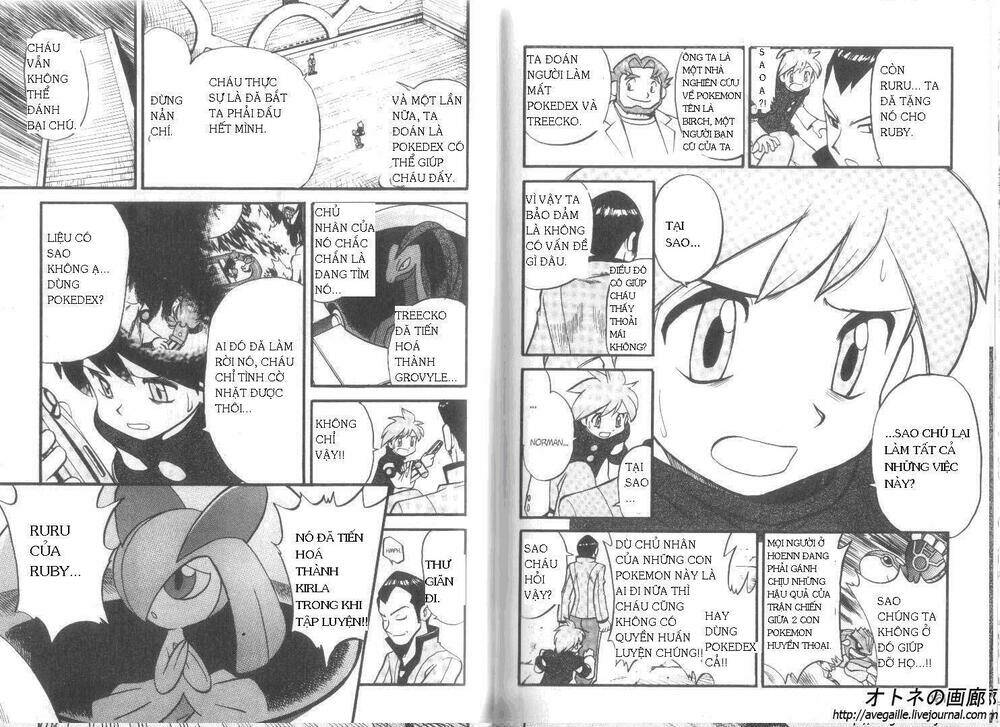 CHÁU
VẪN
KHÔNG
THỂ
ĐÁNH
BẠI CHÚ.
ĐỪNG
NẢN
CHÍ.
CHÁU THỰC
SỰ LÀ ĐÃ BẮT
TA PHẢI ĐẤU
HẾT MÌNH.
VÀ MỘT LẦN
NỮA, TA
ĐOÁN LÀ
POKEDEX CÓ
THỂ GIÚP
CHÁU ĐẤY.
LIỆU CÓ
SAO
KHÔNG Ạ...
DÙNG
POKEDEX?
AI ĐÓ ĐÃ LÀM
RỜI NÓ, CHÁU
CHỈ TÌNH CỜ
NHẶT ĐƯỢC
THÔI...
CHỦ
NHÂN CỦA
NÓ CHẮC
CHẮN LÀ
ĐANG TÌM
NÓ...
TREECKO
ĐÃ TIẾN
HOÁ
THÀNH
GROVYLE...
KHÔNG
CHỈ
VẬY!!
RURU
CỦA
RUBY...
NÓ ĐÃ TIẾN
HOÁ
THÀNH
KIRLA
TRONG KHI
TẬP LUYỆN!!
HMPH.
THƯ
GIÃN
ĐI.
TA ĐOÁN
NGƯỜI LÀM
MẤT
POKEDEX VÀ
TREECKO.
ÔNG TA LÀ
MỘT NHÀ
NGHIÊN CỨU
VỀ POKEMON
TÊN LÀ
BIRCH, MỘT
NGƯỜI BẠN
CŨ CỦA TA.
CÒN
RURU... TA
ĐÃ TẶNG
NÓ CHO
RUBY.
SAO
Ạ?!
VÌ VẬY TA
BẢO ĐẢM
LÀ KHÔNG
CÓ VẤN ĐỀ
GÌ ĐÂU.
ĐIỀU ĐÓ
CÓ GIÚP
CHÁU
THẤY
THOẢI
MÁI
KHÔNG?
TẠI
SAO...
NORMAN...
TẠI
SAO
...
...SAO CHÚ LẠI
LÀM TẤT CẢ
NHỮNG VIỆC
NÀY?
SAO
CHÁU
HỎI
VẬY?
DÙ CHỦ NHÂN
CỦA NHỮNG CON
POKEMON NÀY LÀ
AI ĐI NỮA THÌ
CHÁU CŨNG
KHÔNG CÓ
QUYỀN HUẤN
LUYỆN CHÚNG!!
HAY
DÙNG
POKEDEX
CẢ!!
MỌI NGƯỜI Ở
HOENN ĐANG
PHẢI GÁNH
CHỊU NHỮNG
HẬU QUẢ CỦA
TRẬN CHIẾN
GIỮA 2 CON
POKEMON
HUYỀN THOẠI.
SAO
CHÚNG TA
KHÔNG Ở
ĐÓ GIÚP
ĐỠ HỌ...!!
オトネの画廊
http://avegaille.livejournal.com